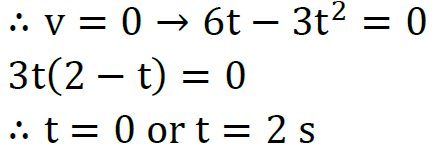 ∴ v = 0 → 6t − 3t² = 0
3t(2 − t) = 0
∴ t = 0 or t = 2 s